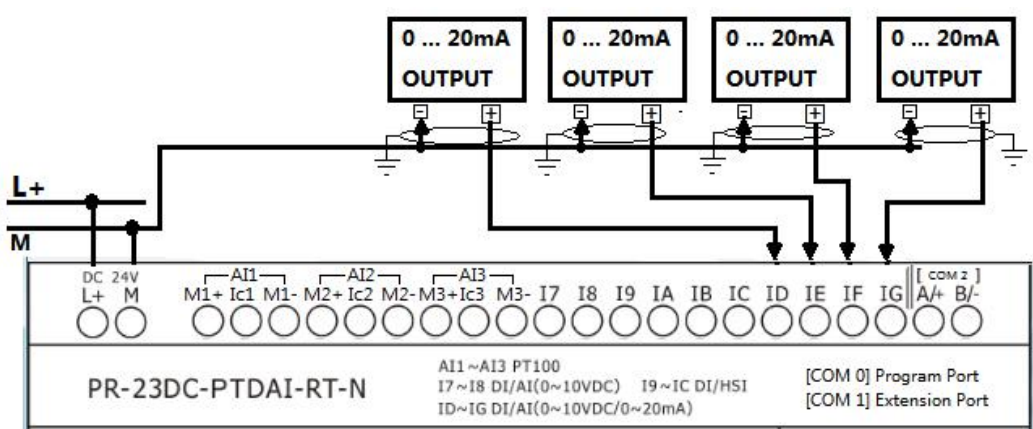 0 ... 20mA 0 ... 20mA 0 ... 20mA 0 ... 20mA
OUTPUT OUTPUT OUTPUT OUTPUT
- + - + - + - +
L+
M
DC 24V AI1 AI2 AI3 [ COM 2 ]
L+ M M1+ Ic1 M1- M2+ Ic2 M2- M3+ Ic3 M3- I7 I8 I9 IA IB IC ID IE IF IG A/+ B/-
AI1~AI3 PT100
PR-23DC-PTDAI-RT-N I7~I8 DI/AI(0~10VDC) I9~IC DI/HSI [COM 0] Program Port
ID~IG DI/AI(0~10VDC/0~20mA) [COM 1] Extension Port